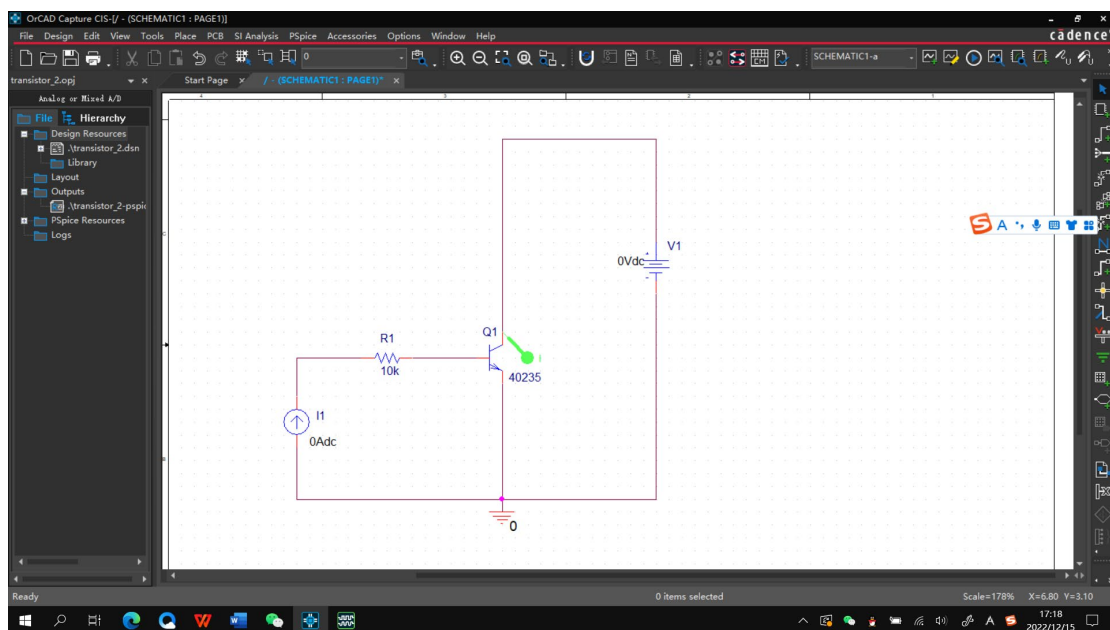 OrCAD Capture CIS-[/ - (SCHEMATIC1 : PAGE1)]
File Design Edit View Tools Place PCB SI Analysis PSpice Accessories Options Window Help
cādence
0
SCHEMATIC1-a
transistor_2.opj
Start Page
/ - (SCHEMATIC1 : PAGE1)*
Analog or Mixed A/D
File Hierarchy
Design Resources
.\transistor_2.dsn
Library
Layout
Outputs
.\transistor_2-pspic
PSpice Resources
Logs
4 3 2 1
V1
0Vdc
Q1
R1
10k
I
40235
I1
0Adc
0
Ready
0 items selected
Scale=178% X=6.80 Y=3.10
17:18
2022/12/15